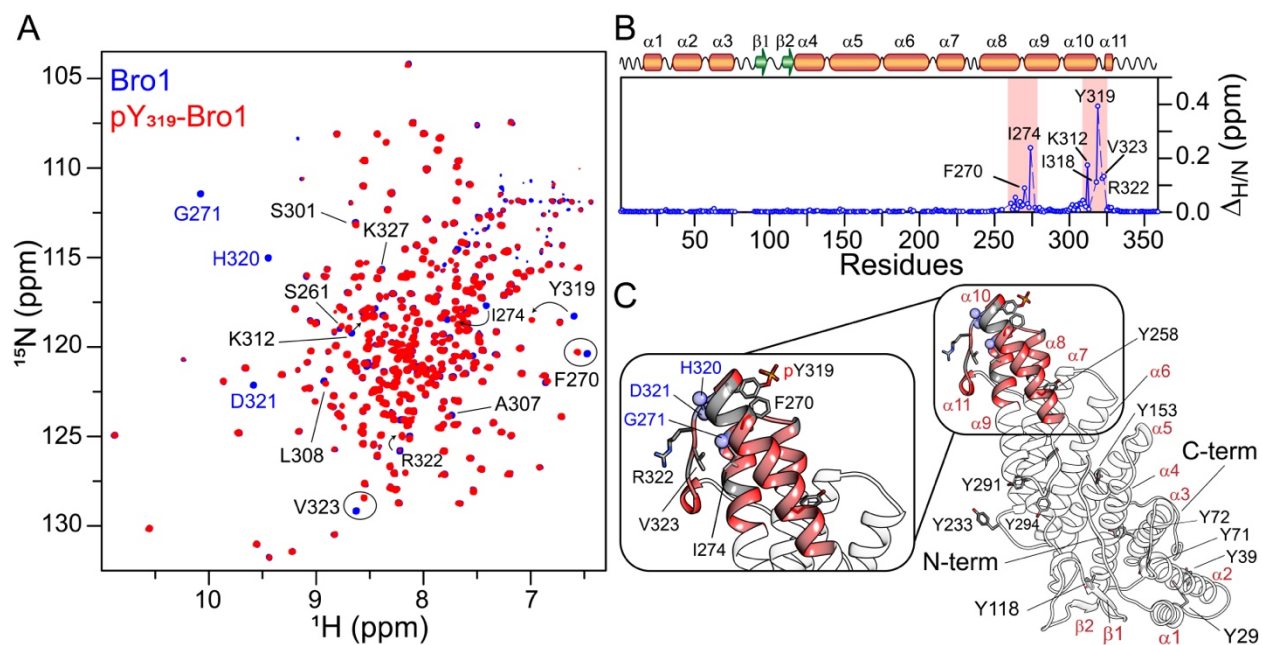 A
Bro1
pY319-Bro1
G271
H320
D321
S301
K327
S261
K312
L308
V323
R322
A307
I274
Y319
F270
105
110
115
120
125
130
¹⁵N (ppm)
10
9
8
7
¹H (ppm)
B
α1 α2 α3 β1 β2 α4 α5 α6 α7 α8 α9 α10 α11
F270
I274
K312
I318
Y319
V323
R322
0.4
0.2
0.0
Δ H/N (ppm)
50 100 150 200 250 300 350
Residues
C
H320
D321
G271
R322
V323
I274
pY319
F270
α10
α8
α7
α11
α9
Y258
α6
Y153
α5
C-term
α4
α3
Y291
Y72
Y233
Y294
Y71
N-term
Y39
α2
Y118
β2
β1
α1
Y29